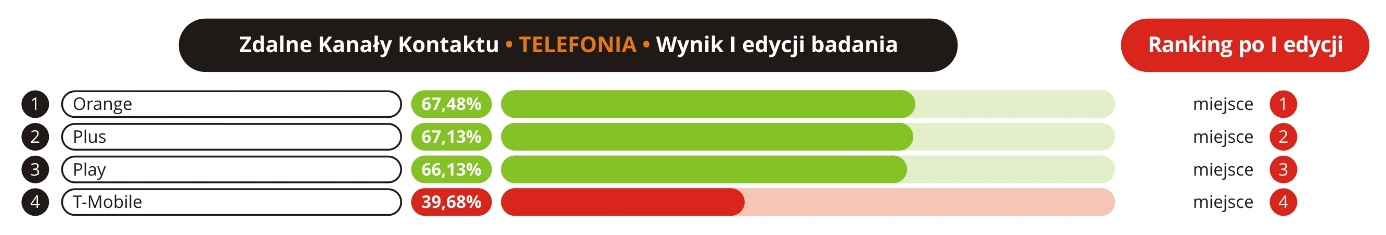 Zdalne Kanały Kontaktu • TELEFONIA • Wynik I edycji badania
Ranking po I edycji
1 Orange 67,48% miejsce 1
2 Plus 67,13% miejsce 2
3 Play 66,13% miejsce 3
4 T-Mobile 39,68% miejsce 4